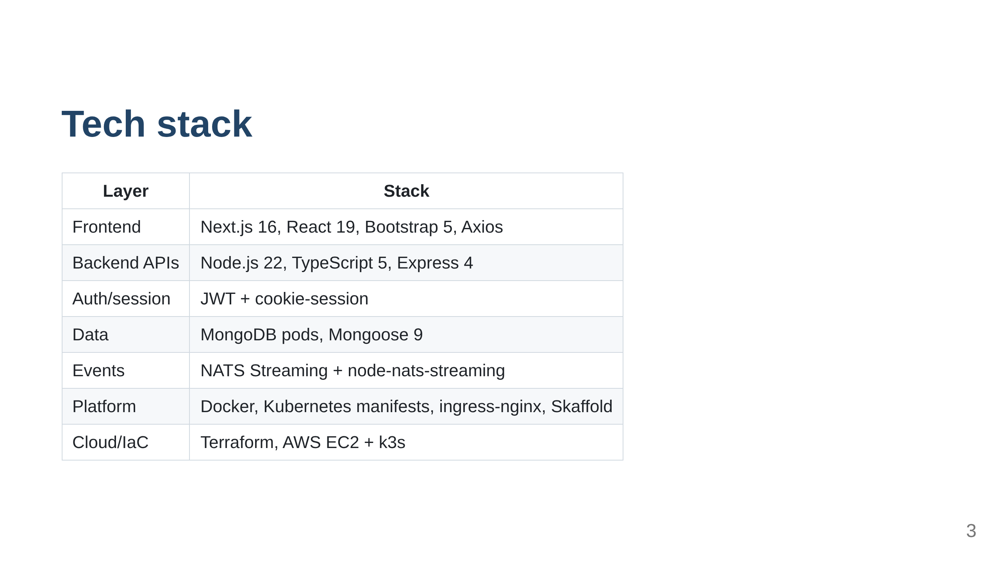 Tech stack
Layer Stack
Frontend Next.js 16, React 19, Bootstrap 5, Axios
Backend APIs Node.js 22, TypeScript 5, Express 4
Auth/session JWT + cookie-session
Data MongoDB pods, Mongoose 9
Events NATS Streaming + node-nats-streaming
Platform Docker, Kubernetes manifests, ingress-nginx, Skaffold
Cloud/IaC Terraform, AWS EC2 + k3s
3